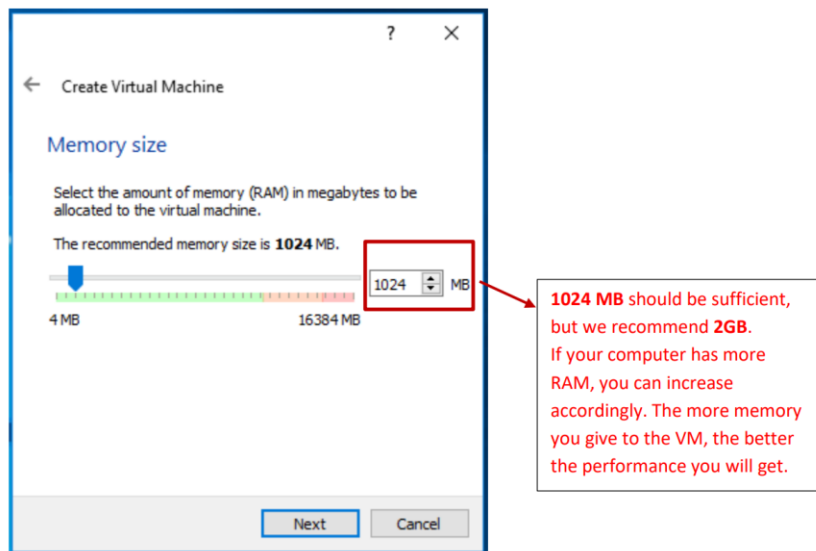 ?
Create Virtual Machine
Memory size
Select the amount of memory (RAM) in megabytes to be
allocated to the virtual machine.
The recommended memory size is 1024 MB.
1024 MB
4 MB 16384 MB
1024 MB should be sufficient,
but we recommend 2GB.
If your computer has more
RAM, you can increase
accordingly. The more memory
you give to the VM, the better
the performance you will get.
Next Cancel